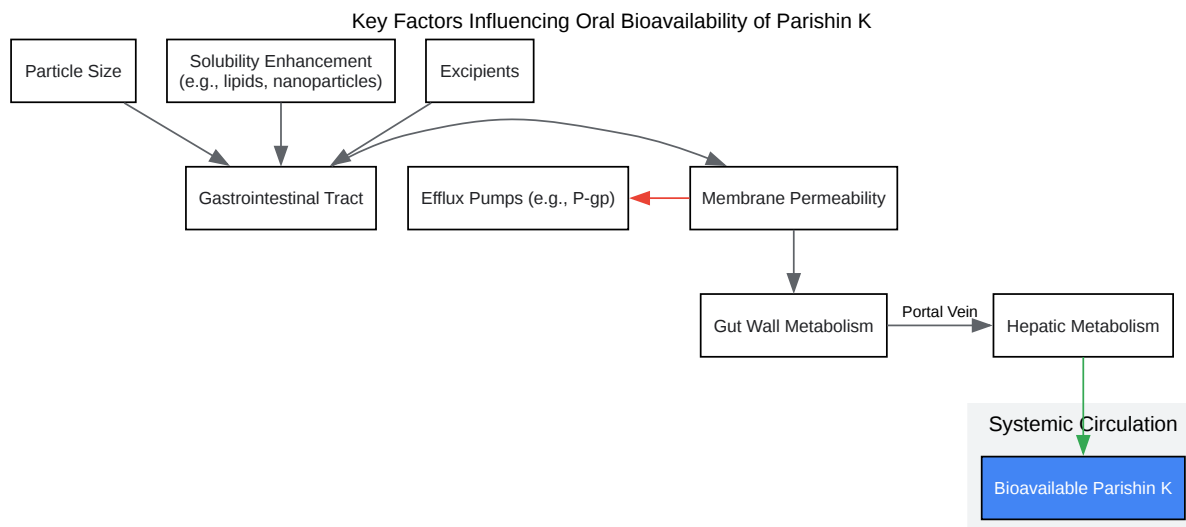 Key Factors Influencing Oral Bioavailability of Parishin K
Particle Size
Solubility Enhancement
(e.g., lipids, nanoparticles)
Excipients
Gastrointestinal Tract
Efflux Pumps (e.g., P-gp)
Membrane Permeability
Gut Wall Metabolism
Portal Vein
Hepatic Metabolism
Systemic Circulation
Bioavailable Parishin K